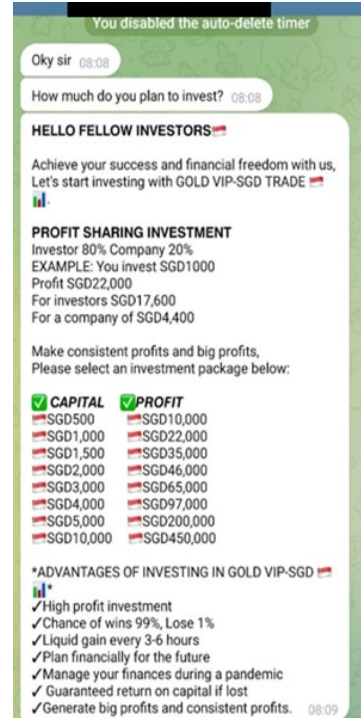 You disabled the auto-delete timer
Oky sir 08:08
How much do you plan to invest? 08:08
HELLO FELLOW INVESTORS🇸🇬
Achieve your success and financial freedom with us,
Let's start investing with GOLD VIP-SGD TRADE 🇸🇬
📊.
PROFIT SHARING INVESTMENT
Investor 80% Company 20%
EXAMPLE: You invest SGD1000
Profit SGD22,000
For investors SGD17,600
For a company of SGD4,400
Make consistent profits and big profits,
Please select an investment package below:
✅ CAPITAL ✅PROFIT
🇸🇬SGD500 🇸🇬SGD10,000
🇸🇬SGD1,000 🇸🇬SGD22,000
🇸🇬SGD1,500 🇸🇬SGD35,000
🇸🇬SGD2,000 🇸🇬SGD46,000
🇸🇬SGD3,000 🇸🇬SGD65,000
🇸🇬SGD4,000 🇸🇬SGD97,000
🇸🇬SGD5,000 🇸🇬SGD200,000
🇸🇬SGD10,000 🇸🇬SGD450,000
*ADVANTAGES OF INVESTING IN GOLD VIP-SGD 🇸🇬
📊*
✓High profit investment
✓Chance of wins 99%, Lose 1%
✓Liquid gain every 3-6 hours
✓Plan financially for the future
✓Manage your finances during a pandemic
✓ Guaranteed return on capital if lost
✓Generate big profits and consistent profits. 08:09